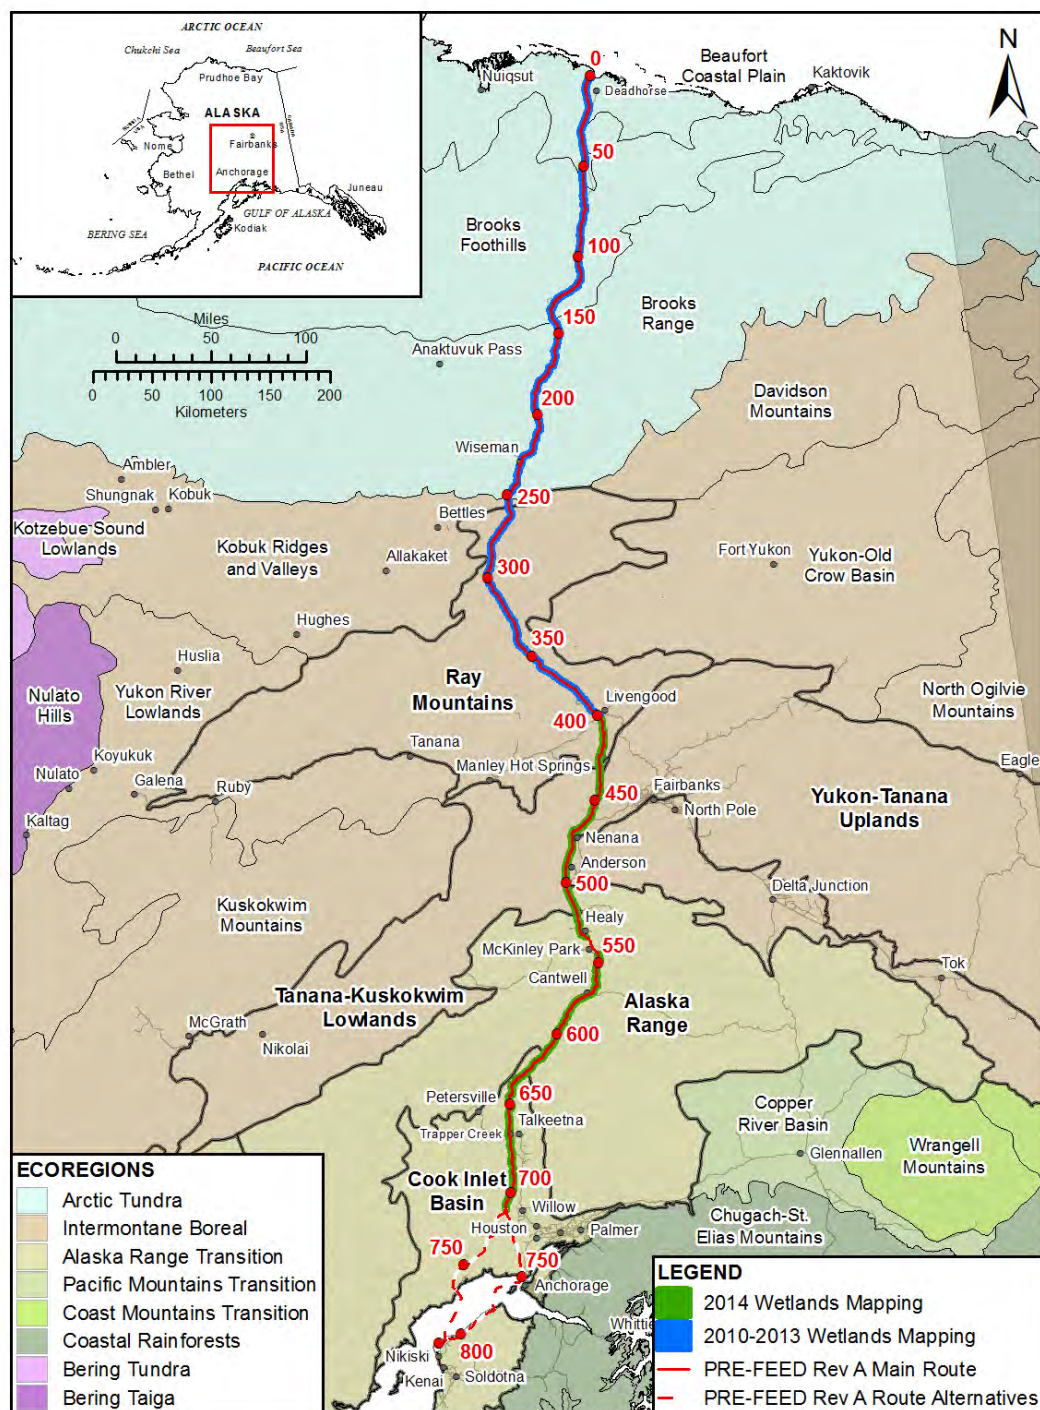 ARCTIC OCEAN
Chukchi Sea
Beaufort Sea
Prudhoe Bay
ALASKA
RUSSIA
USA
CANADA
USA
Nome
Fairbanks
Bethel
Anchorage
Juneau
GULF OF ALASKA
BERING SEA
Kodiak
PACIFIC OCEAN
N
0
Nuiqsut
Deadhorse
Beaufort
Coastal Plain
Kaktovik
50
Brooks
Foothills
100
Miles
0 50 100
0 50 100 150 200
Kilometers
150
Brooks
Range
Anaktuvuk Pass
200
Davidson
Mountains
Wiseman
Ambler
Shungnak
Kobuk
250
Bettles
Kotzebue Sound
Lowlands
Kobuk Ridges
and Valleys
Allakaket
300
Fort Yukon
Yukon-Old
Crow Basin
Hughes
350
Huslia
Ray
Mountains
Nulato
Hills
Yukon River
Lowlands
Livengood
400
North Ogilvie
Mountains
Tanana
Koyukuk
Manley Hot Springs
Eagle
Nulato
Galena
Ruby
450
Fairbanks
North Pole
Yukon-Tanana
Uplands
Kaltag
Nenana
Anderson
500
Delta Junction
Kuskokwim
Mountains
Healy
McKinley Park
550
Tok
Cantwell
Tanana-Kuskokwim
Lowlands
Alaska
Range
McGrath
Nikolai
600
Petersville
650
Talkeetna
Trapper Creek
Copper
River Basin
Glennallen
Wrangell
Mountains
Cook Inlet
Basin
700
Willow
Houston
Palmer
Chugach-St.
Elias Mountains
750
750
Anchorage
Whittie
Nikiski
800
Kenai
Soldotna
ECOREGIONS
Arctic Tundra
Intermontane Boreal
Alaska Range Transition
Pacific Mountains Transition
Coast Mountains Transition
Coastal Rainforests
Bering Tundra
Bering Taiga
LEGEND
2014 Wetlands Mapping
2010-2013 Wetlands Mapping
PRE-FEED Rev A Main Route
PRE-FEED Rev A Route Alternatives